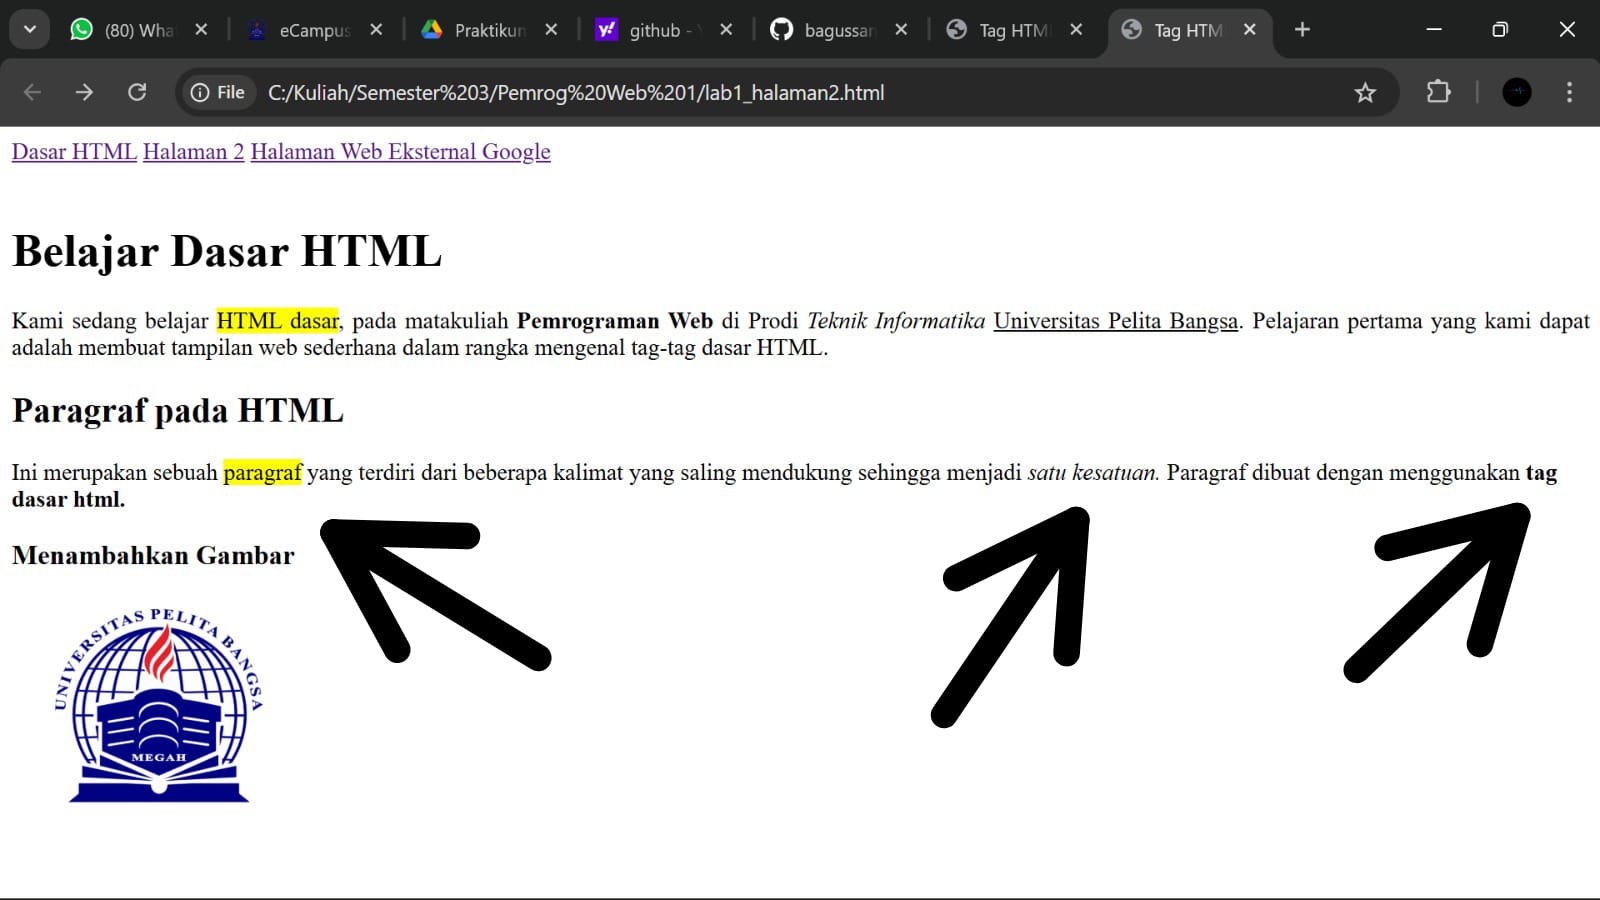 (80) Wha
eCampus
Praktikun
github -
bagussan
Tag HTM
Tag HTM
File C:/Kuliah/Semester%203/Pemrog%20Web%201/lab1_halaman2.html
Dasar HTML Halaman 2 Halaman Web Eksternal Google
Belajar Dasar HTML
Kami sedang belajar HTML dasar, pada matakuliah Pemrograman Web di Prodi Teknik Informatika Universitas Pelita Bangsa. Pelajaran pertama yang kami dapat
adalah membuat tampilan web sederhana dalam rangka mengenal tag-tag dasar HTML.
Paragraf pada HTML
Ini merupakan sebuah paragraf yang terdiri dari beberapa kalimat yang saling mendukung sehingga menjadi satu kesatuan. Paragraf dibuat dengan menggunakan tag
dasar html.
Menambahkan Gambar
UNIVERSITAS PELITA BANGSA
MEGAH